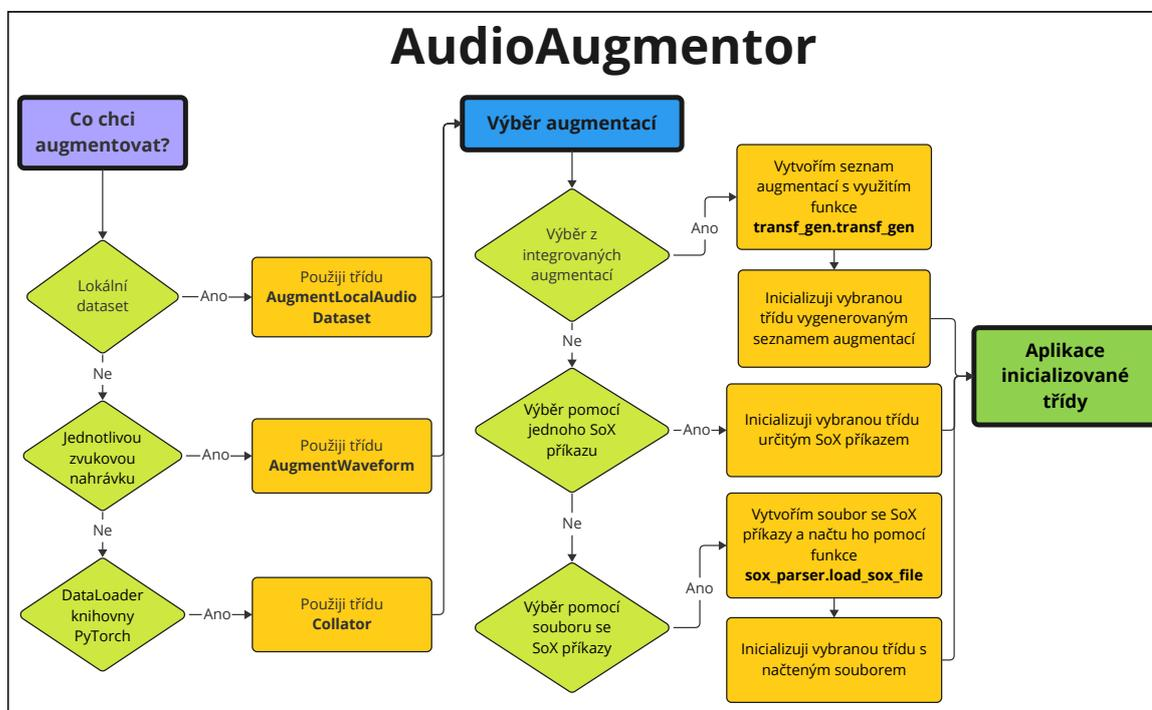 AudioAugmentor
Co chci
augmentovat?
Lokální
dataset
Ano
Použiji třídu
AugmentLocalAudio
Dataset
Ne
Jednotlivou
zvukovou
nahrávku
Ano
Použiji třídu
AugmentWaveform
Ne
DataLoader
knihovny
PyTorch
Ano
Použiji třídu
Collator
Výběr augmentací
Výběr z
integrovaných
augmentací
Ano
Vytvořím seznam
augmentací s využitím
funkce
transf_gen.transf_gen
Inicializuji vybranou
třídu vygenerovaným
seznamem augmentací
Ne
Výběr pomocí
jednoho SoX
příkazu
Ano
Inicializuji vybranou třídu
určitým SoX příkazem
Ne
Výběr pomocí
souboru se
SoX příkazy
Ano
Vytvořím soubor se SoX
příkazy a načtu ho pomocí
funkce
sox_parser.load_sox_file
Inicializuji vybranou třídu s
načteným souborem
Aplikace
inicializované
třídy